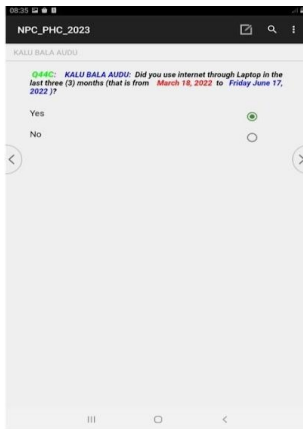 08:35
NPC_PHC_2023
KALU BALA AUDU
Q44C: KALU BALA AUDU: Did you use internet through Laptop in the
last three (3) months (that is from March 18, 2022 to Friday June 17,
2022 )?
Yes
No